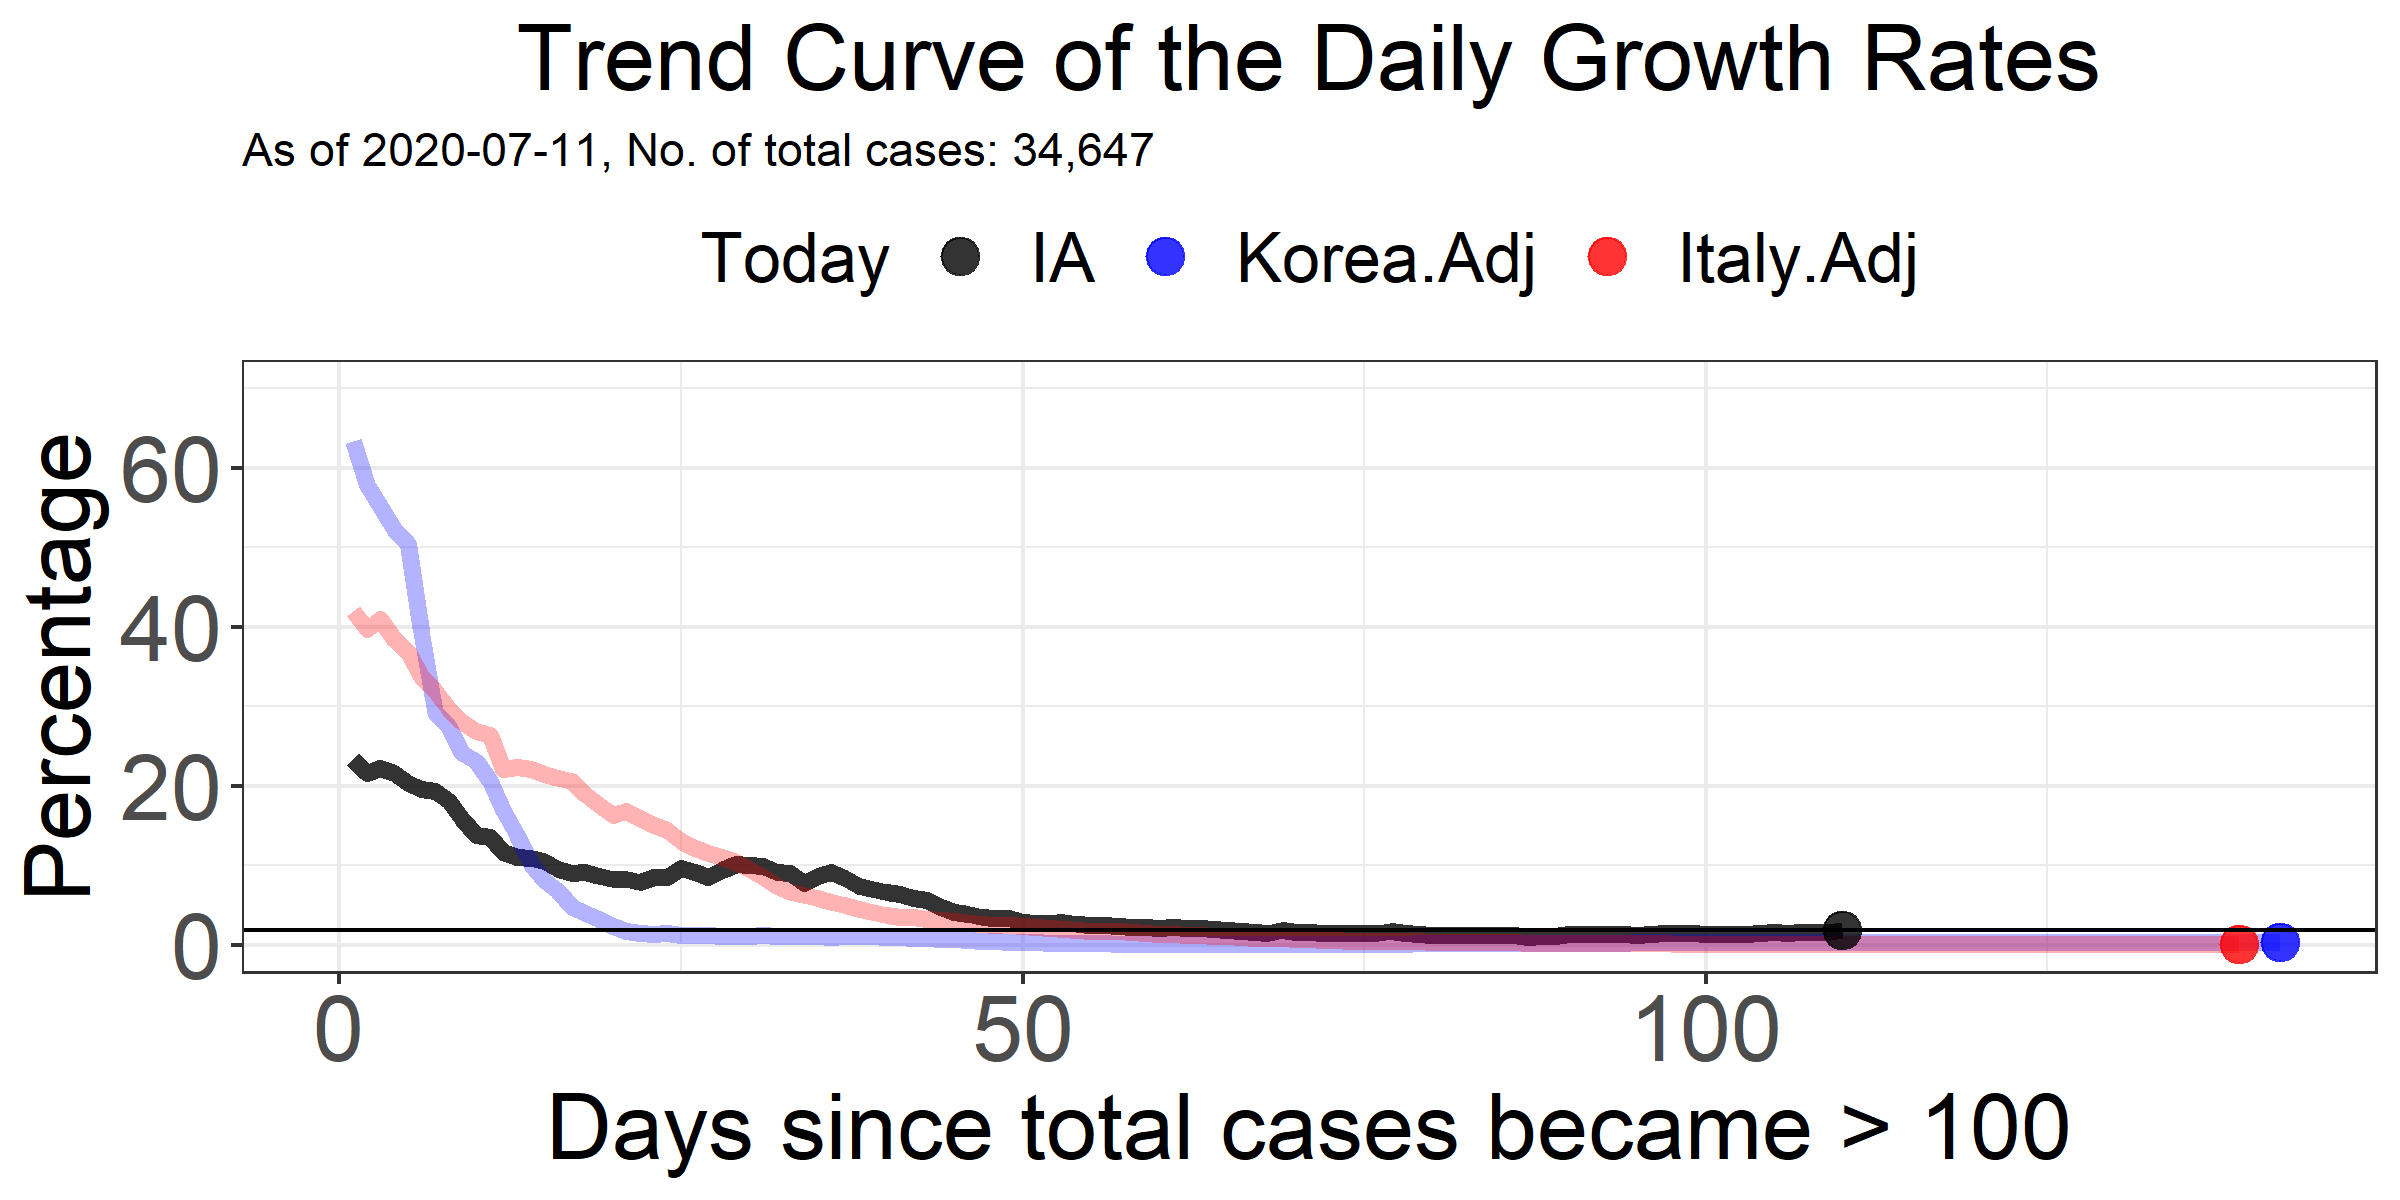 Trend Curve of the Daily Growth Rates
As of 2020-07-11, No. of total cases: 34,647
Today IA Korea.Adj Italy.Adj
Percentage
60
40
20
0
0 50 100
Days since total cases became > 100